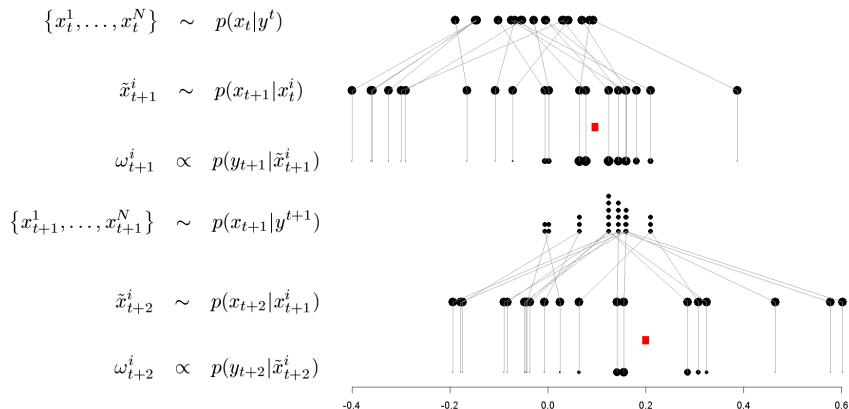 {x_t^1, . . . , x_t^N} ∼ p(x_t|y^t)
x̃_{t+1}^i ∼ p(x_{t+1}|x_t^i)
ω_{t+1}^i ∝ p(y_{t+1}|x̃_{t+1}^i)
{x_{t+1}^1, . . . , x_{t+1}^N} ∼ p(x_{t+1}|y^{t+1})
x̃_{t+2}^i ∼ p(x_{t+2}|x_{t+1}^i)
ω_{t+2}^i ∝ p(y_{t+2}|x̃_{t+2}^i)
-0.4 -0.2 0.0 0.2 0.4 0.6